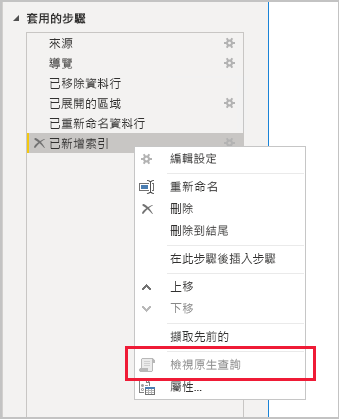 套用的步驟
來源
導覽
已移除資料行
已展開的區域
已重新命名資料行
已新增索引
編輯設定
重新命名
刪除
刪除到結尾
在此步驟後插入步驟
上移
下移
擷取先前的
檢視原生查詢
屬性...